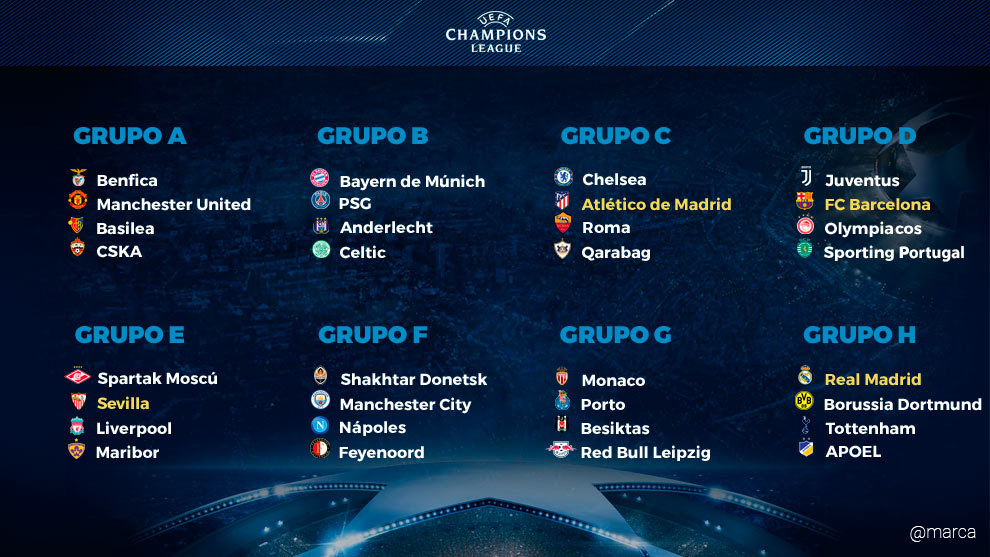 UEFA
CHAMPIONS
LEAGUE
GRUPO A
Benfica
Manchester United
Basilea
CSKA
GRUPO B
Bayern de Múnich
PSG
Anderlecht
Celtic
GRUPO C
Chelsea
Atlético de Madrid
Roma
Qarabag
GRUPO D
Juventus
FC Barcelona
Olympiacos
Sporting Portugal
GRUPO E
Spartak Moscú
Sevilla
Liverpool
Maribor
GRUPO F
Shakhtar Donetsk
Manchester City
Nápoles
Feyenoord
GRUPO G
Monaco
Porto
Besiktas
Red Bull Leipzig
GRUPO H
Real Madrid
BVB
Borussia Dortmund
Tottenham
APOEL
@marca